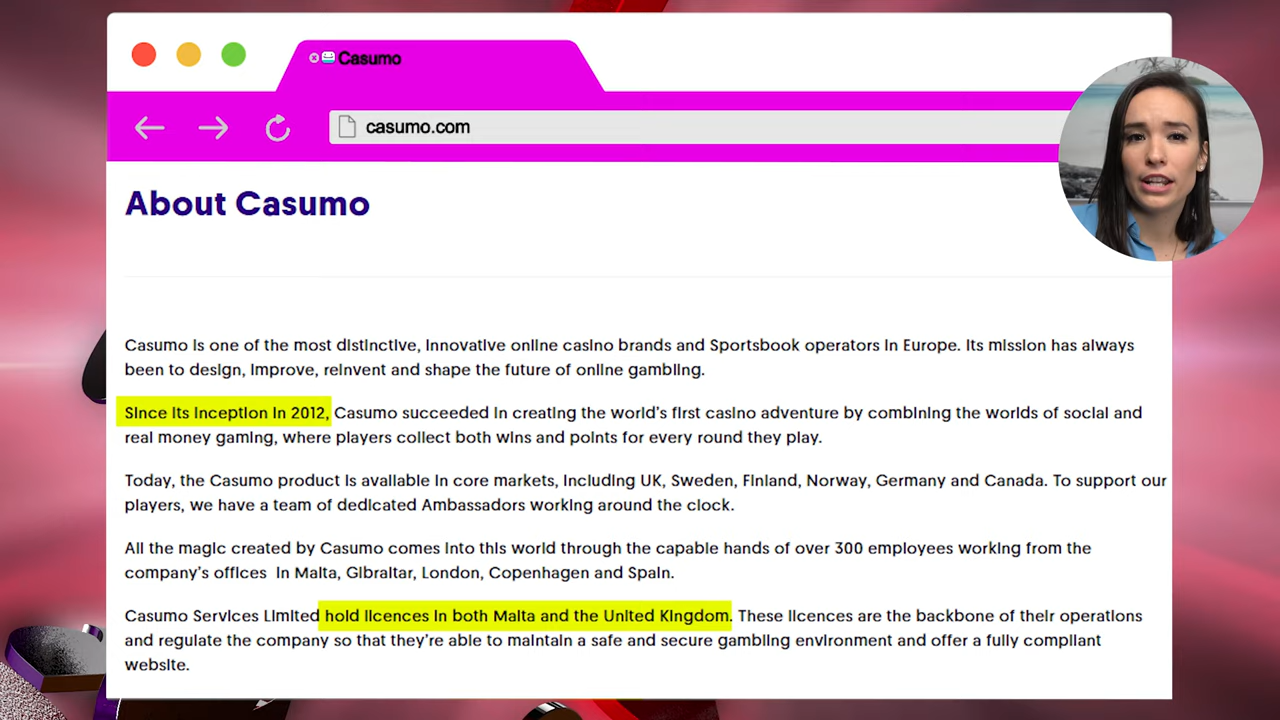 Casumo
casumo.com
About Casumo
Casumo is one of the most distinctive, innovative online casino brands and Sportsbook operators in Europe. Its mission has always
been to design, improve, reinvent and shape the future of online gambling.
Since its inception in 2012, Casumo succeeded in creating the world's first casino adventure by combining the worlds of social and
real money gaming, where players collect both wins and points for every round they play.
Today, the Casumo product is available in core markets, including UK, Sweden, Finland, Norway, Germany and Canada. To support our
players, we have a team of dedicated Ambassadors working around the clock.
All the magic created by Casumo comes into this world through the capable hands of over 300 employees working from the
company's offices in Malta, Gibraltar, London, Copenhagen and Spain.
Casumo Services Limited hold licences in both Malta and the United Kingdom. These licences are the backbone of their operations
and regulate the company so that they're able to maintain a safe and secure gambling environment and offer a fully compliant
website.